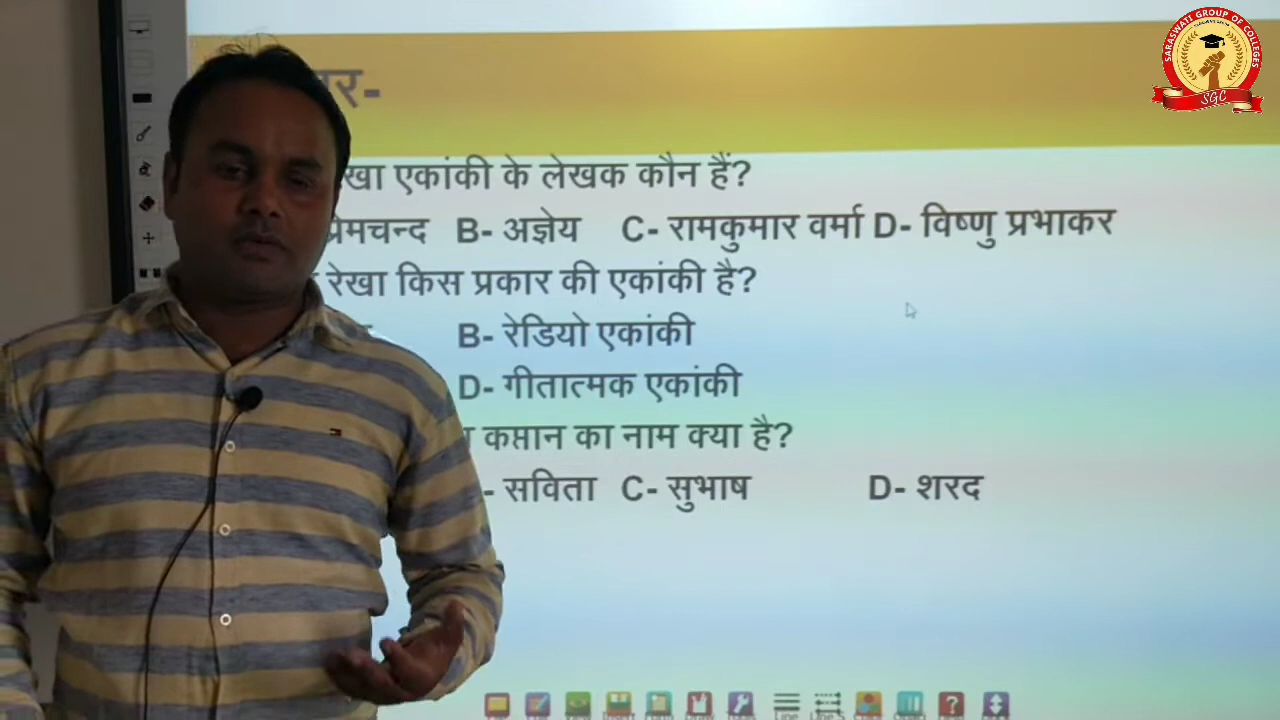 SARASWATI GROUP OF COLLEGES
SGC
एकांकी के लेखक कौन हैं?
प्रेमचन्द B- अज्ञेय C- रामकुमार वर्मा D- विष्णु प्रभाकर
रेखा किस प्रकार की एकांकी है?
B- रेडियो एकांकी
D- गीतात्मक एकांकी
कप्तान का नाम क्या है?
- सविता C- सुभाष D- शरद